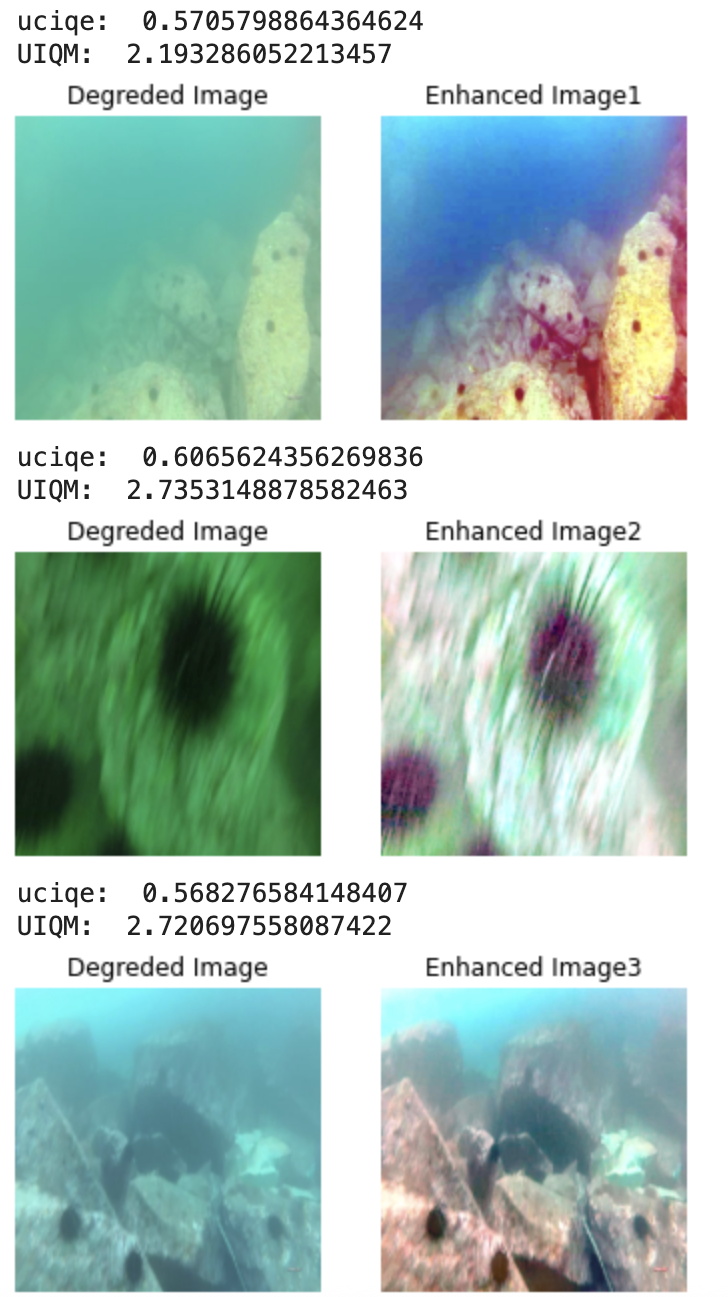 uciqe: 0.5705798864364624
UIQM: 2.193286052213457
Degreded Image Enhanced Image1
uciqe: 0.6065624356269836
UIQM: 2.7353148878582463
Degreded Image Enhanced Image2
uciqe: 0.568276584148407
UIQM: 2.720697558087422
Degreded Image Enhanced Image3